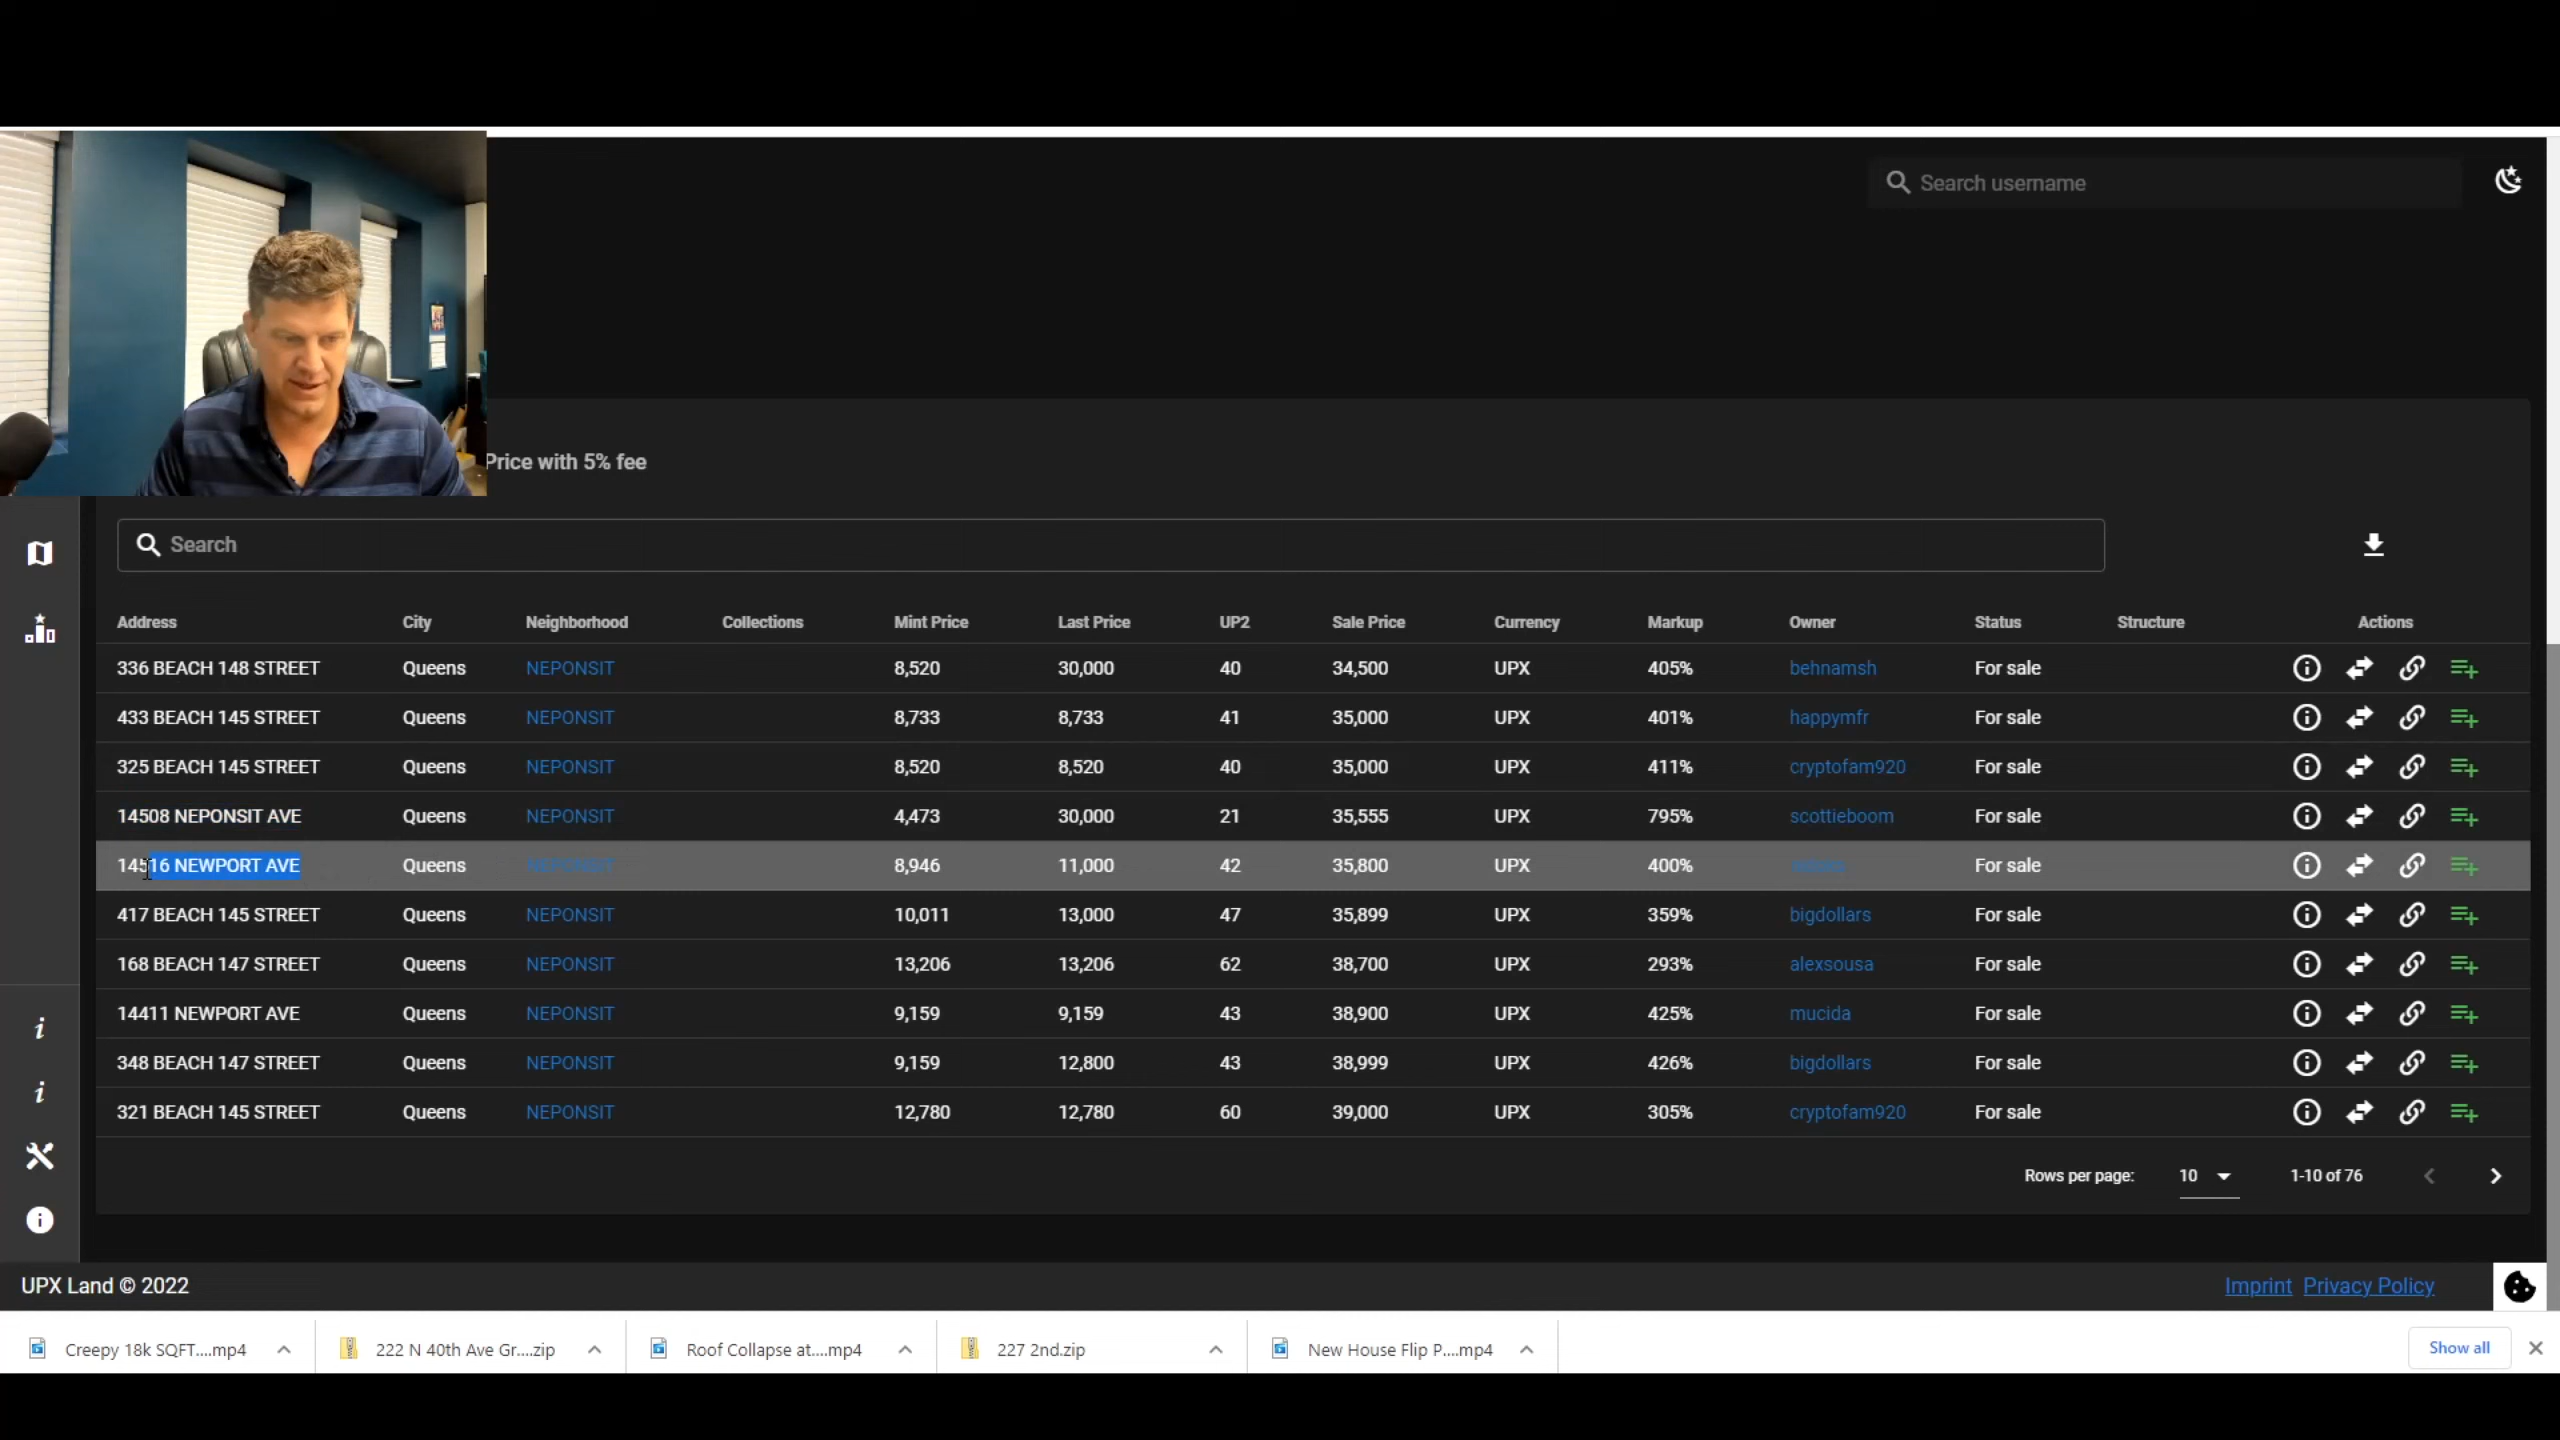 Search username
Price with 5% fee
Search
Address City Neighborhood Collections Mint Price Last Price UP2 Sale Price Currency Markup Owner Status Structure Actions
336 BEACH 148 STREET Queens NEPONSIT 8,520 30,000 40 34,500 UPX 405% behnamsh For sale
433 BEACH 145 STREET Queens NEPONSIT 8,733 8,733 41 35,000 UPX 401% happymfr For sale
325 BEACH 145 STREET Queens NEPONSIT 8,520 8,520 40 35,000 UPX 411% cryptofam920 For sale
14508 NEPONSIT AVE Queens NEPONSIT 4,473 30,000 21 35,555 UPX 795% scottieboom For sale
14516 NEWPORT AVE Queens NEPONSIT 8,946 11,000 42 35,800 UPX 400% For sale
417 BEACH 145 STREET Queens NEPONSIT 10,011 13,000 47 35,899 UPX 359% bigdollars For sale
168 BEACH 147 STREET Queens NEPONSIT 13,206 13,206 62 38,700 UPX 293% alexsousa For sale
14411 NEWPORT AVE Queens NEPONSIT 9,159 9,159 43 38,900 UPX 425% mucida For sale
348 BEACH 147 STREET Queens NEPONSIT 9,159 12,800 43 38,999 UPX 426% bigdollars For sale
321 BEACH 145 STREET Queens NEPONSIT 12,780 12,780 60 39,000 UPX 305% cryptofam920 For sale
Rows per page: 10 1-10 of 76
UPX Land © 2022 Imprint Privacy Policy
Creepy 18k SQFT....mp4 222 N 40th Ave Gr....zip Roof Collapse at....mp4 227 2nd.zip New House Flip P....mp4 Show all